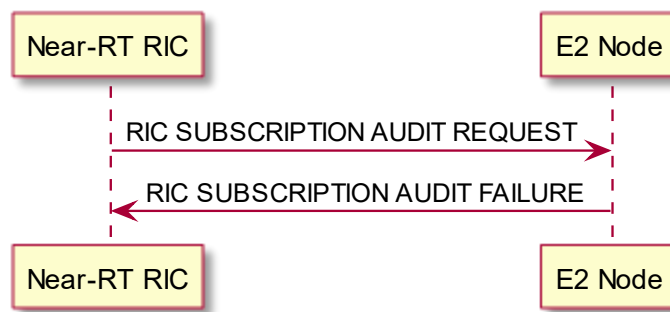 Near-RT RIC
E2 Node
RIC SUBSCRIPTION AUDIT REQUEST
RIC SUBSCRIPTION AUDIT FAILURE
Near-RT RIC
E2 Node